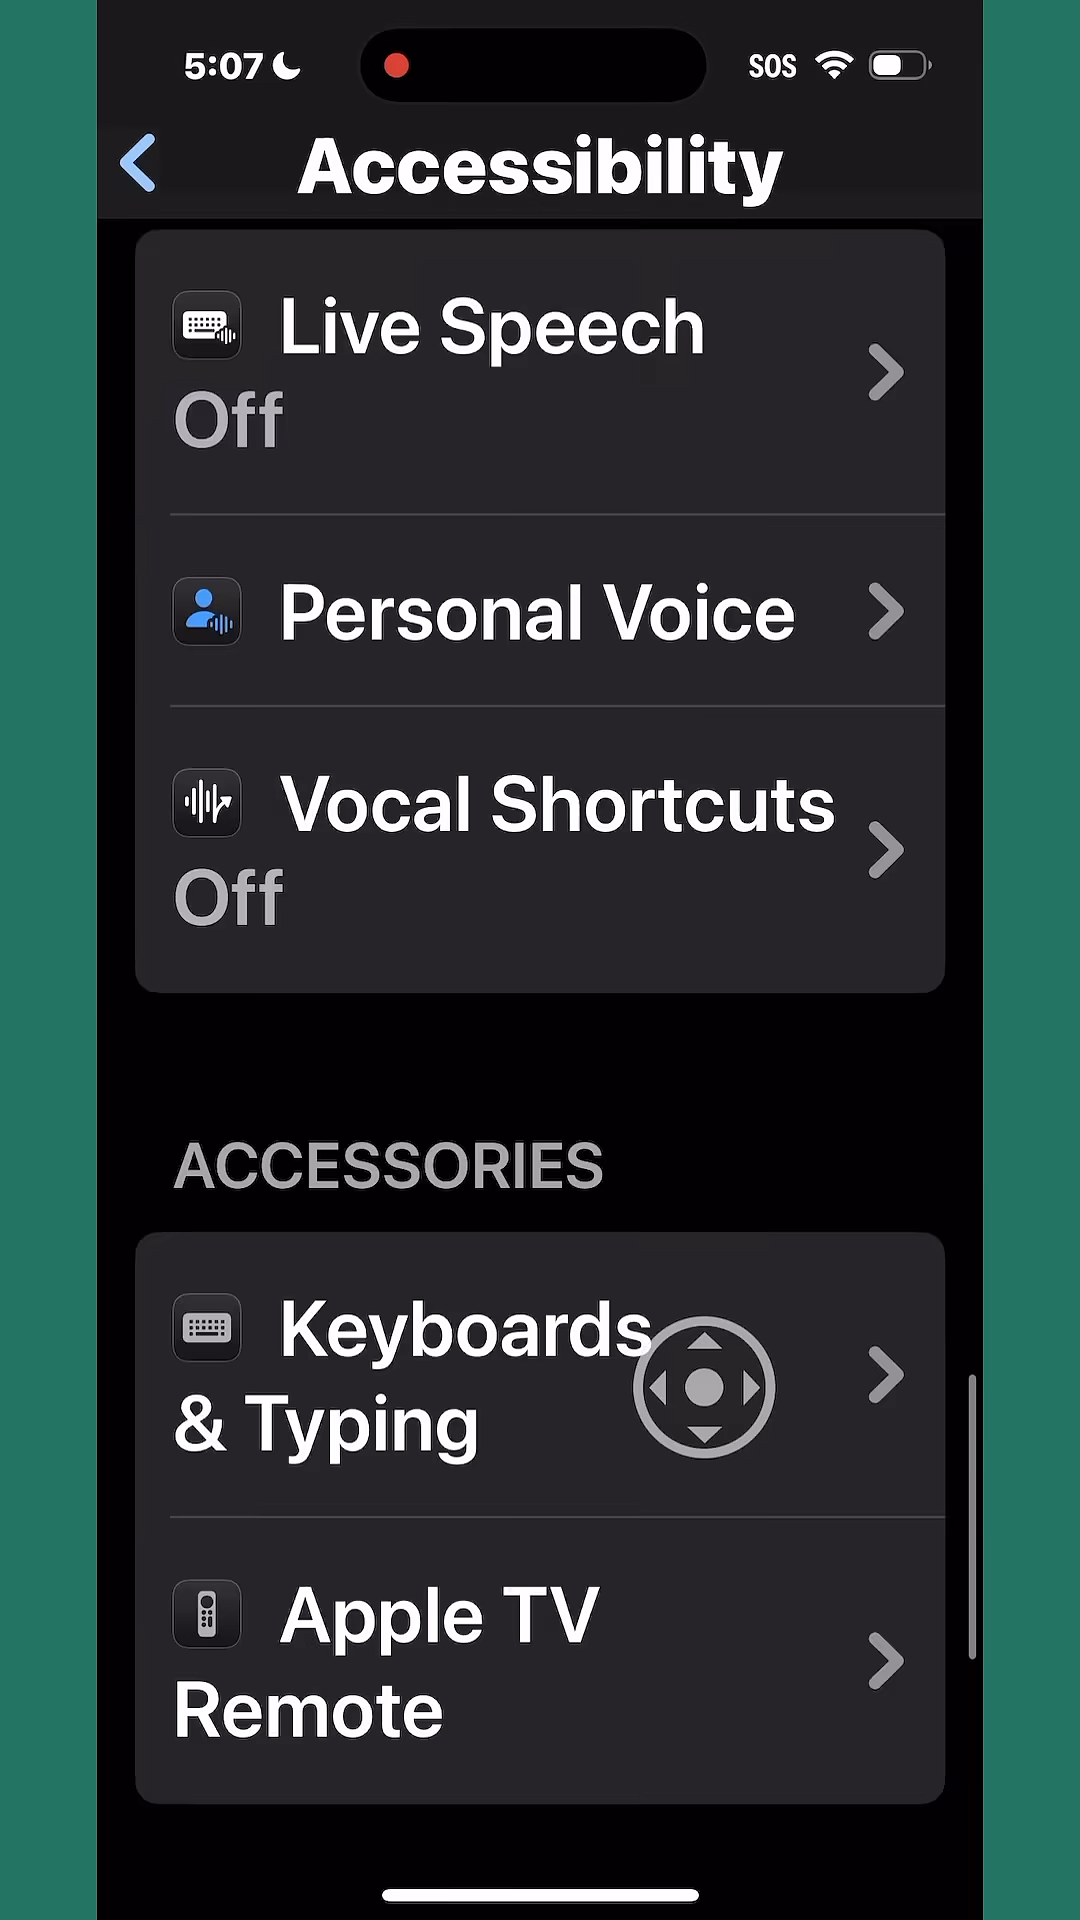 5:07
SOS
Accessibility
Live Speech
Off
Personal Voice
Vocal Shortcuts
Off
ACCESSORIES
Keyboards
& Typing
Apple TV
Remote